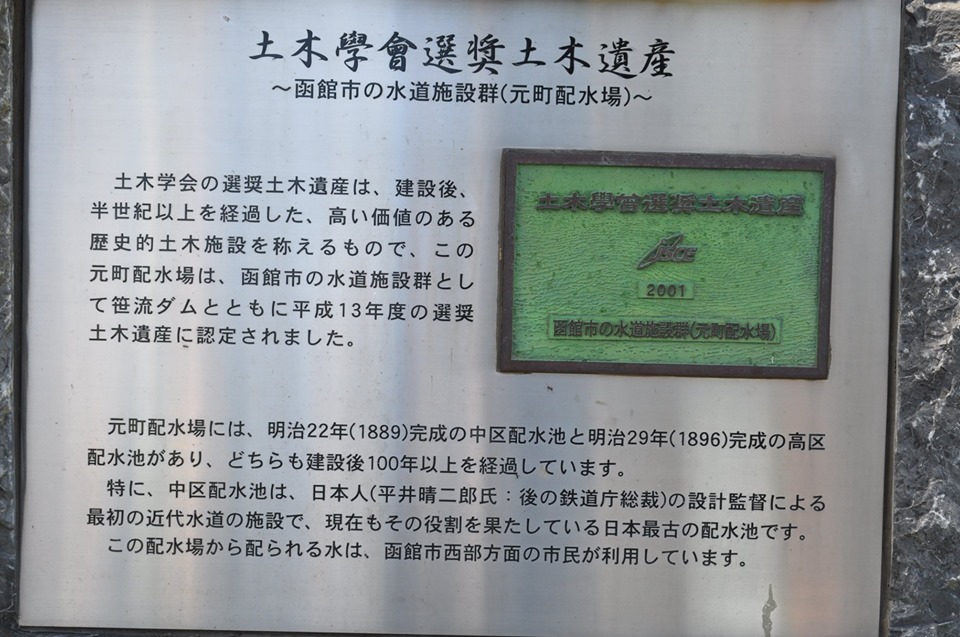 土木學會選奨土木遺産
～函館市の水道施設群(元町配水場)～
土木学会の選奨土木遺産は、建設後、
半世紀以上を経過した、高い価値のある
歴史的土木施設を称えるもので、この
元町配水場は、函館市の水道施設群とし
て笹流ダムとともに平成13年度の選奨
土木遺産に認定されました。
土木學會選奨土木遺産
JSCE
2001
函館市の水道施設群(元町配水場)
元町配水場には、明治22年(1889)完成の中区配水池と明治29年(1896)完成の高区
配水池があり、どちらも建設後100年以上を経過しています。
特に、中区配水池は、日本人(平井晴二郎氏：後の鉄道庁総裁)の設計監督による
最初の近代水道の施設で、現在もその役割を果たしている日本最古の配水池です。
この配水場から配られる水は、函館市西部方面の市民が利用しています。